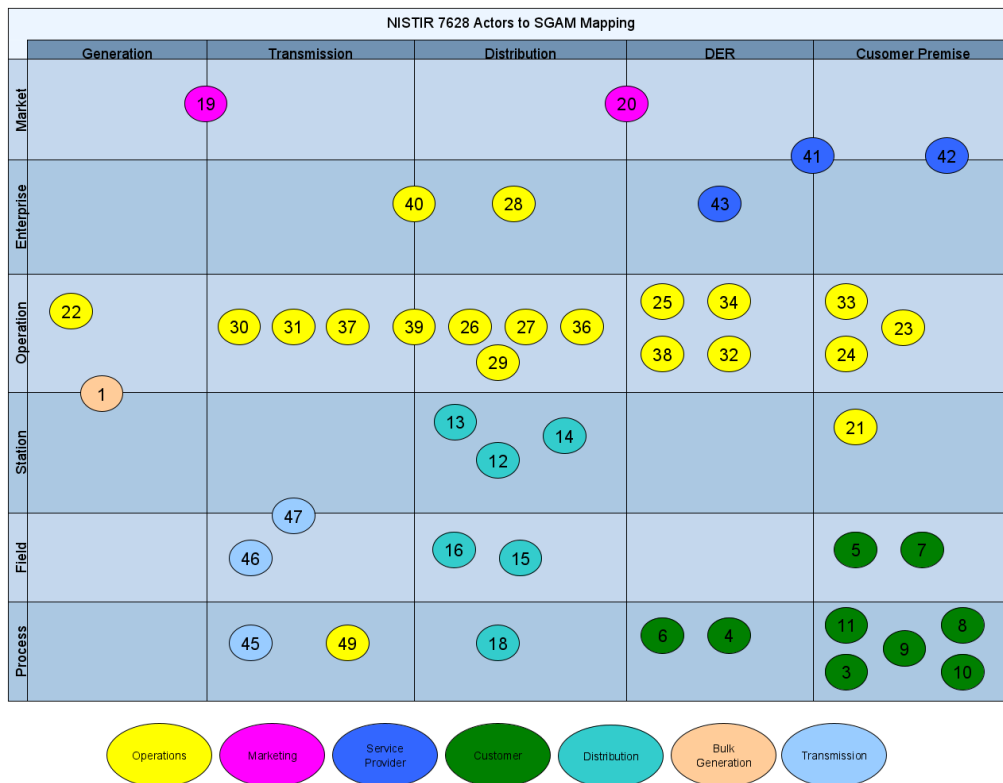 NISTIR 7628 Actors to SGAM Mapping
Generation Transmission Distribution DER Cusomer Premise
Market
19 20
41 42
Enterprise
40 28 43
Operation
22 25 34 33
30 31 37 39 26 27 36 23
29 38 32 24
1
Station
13 14 21
12
47
Field
46 16 15 5 7
Process
11 8
45 49 18 6 4 9
3 10
Operations Marketing Service Provider Customer Distribution Bulk Generation Transmission